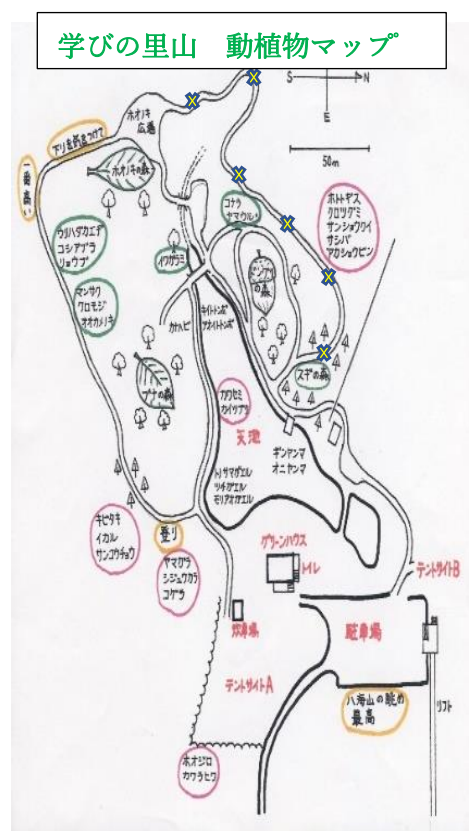 学びの里山　動植物マップ
S N
E
50m
ホオノキ
広場
下り気をつけて
一番高い
ホオノキの森
コナラ
ヤマウルシ
ホトトギス
クロツグミ
サンショウクイ
サシバ
アカショウビン
ウリハダカエデ
コシアブラ
リョウブ
イワガラミ
ドングリ
の森
マンサク
クロモジ
オオカメノキ
カナヘビ
キイトトンボ
アオイトトンボ
スギの森
ブナの森
カワセミ
カイツブリ
天池
ギンヤンマ
オニヤンマ
トノサマガエル
ツチガエル
モリアオガエル
キビタキ
イカル
サンコウチョウ
登り
ヤマガラ
シジュウカラ
コゲラ
グリーンハウス
トイレ
テントサイトB
炊事場
駐車場
テントサイトA
八海山の眺め
最高
リフト
ホオジロ
カワラヒワ